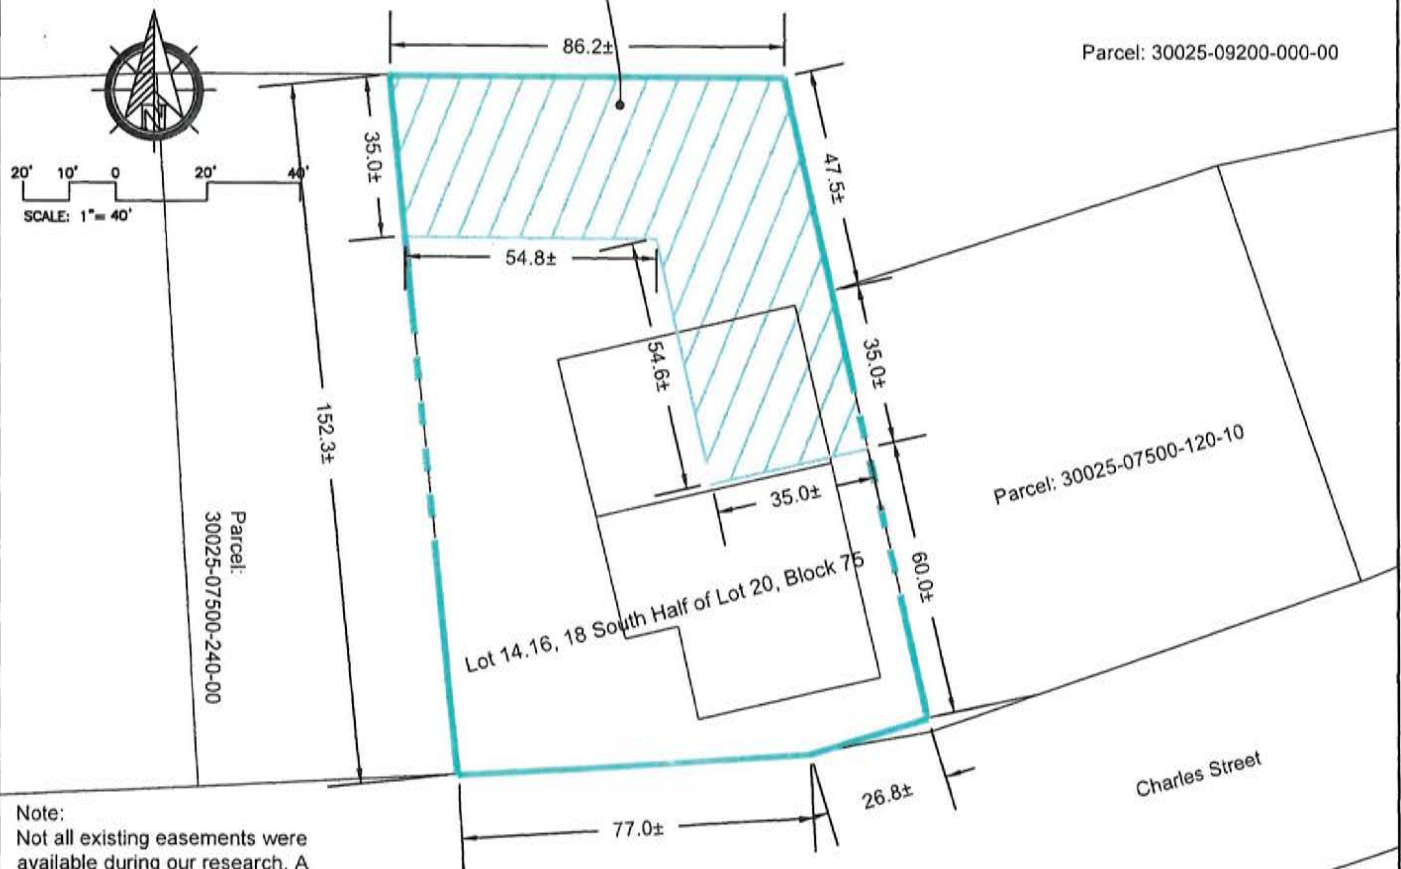 86.2±
Parcel: 30025-09200-000-00
N
35.0±
47.5±
20' 10' 0 20' 40'
SCALE: 1"= 40'
54.8±
54.6±
35.0±
152.3±
35.0±
Parcel: 30025-07500-120-10
Parcel:
30025-07500-240-00
60.0±
Lot 14.16, 18 South Half of Lot 20, Block 75
26.8±
Charles Street
77.0±
Note:
Not all existing easements were
available during our research. A